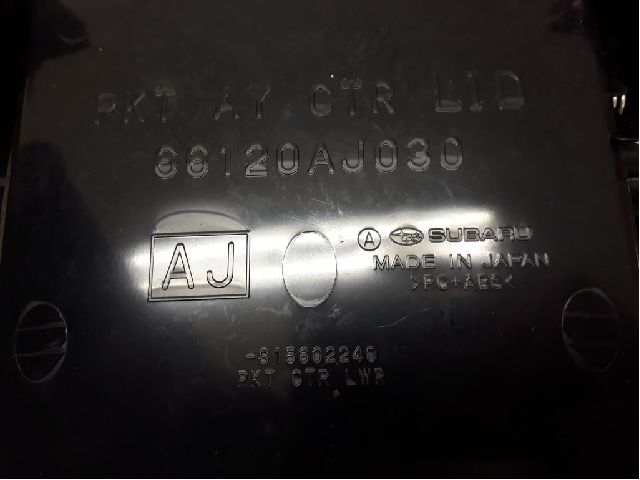 PKT AY CTR LID
66120AJ030
AJ
A SUBARU
MADE IN JAPAN
>PC+ABS<
-S15602240
PKT CTR LWR